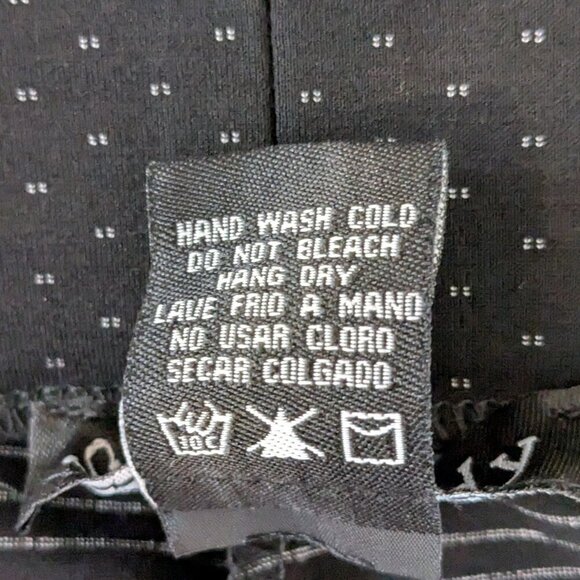 HAND WASH COLD
DO NOT BLEACH
HANG DRY
LAVE FRIO A MANO
NO USAR CLORO
SECAR COLGADO